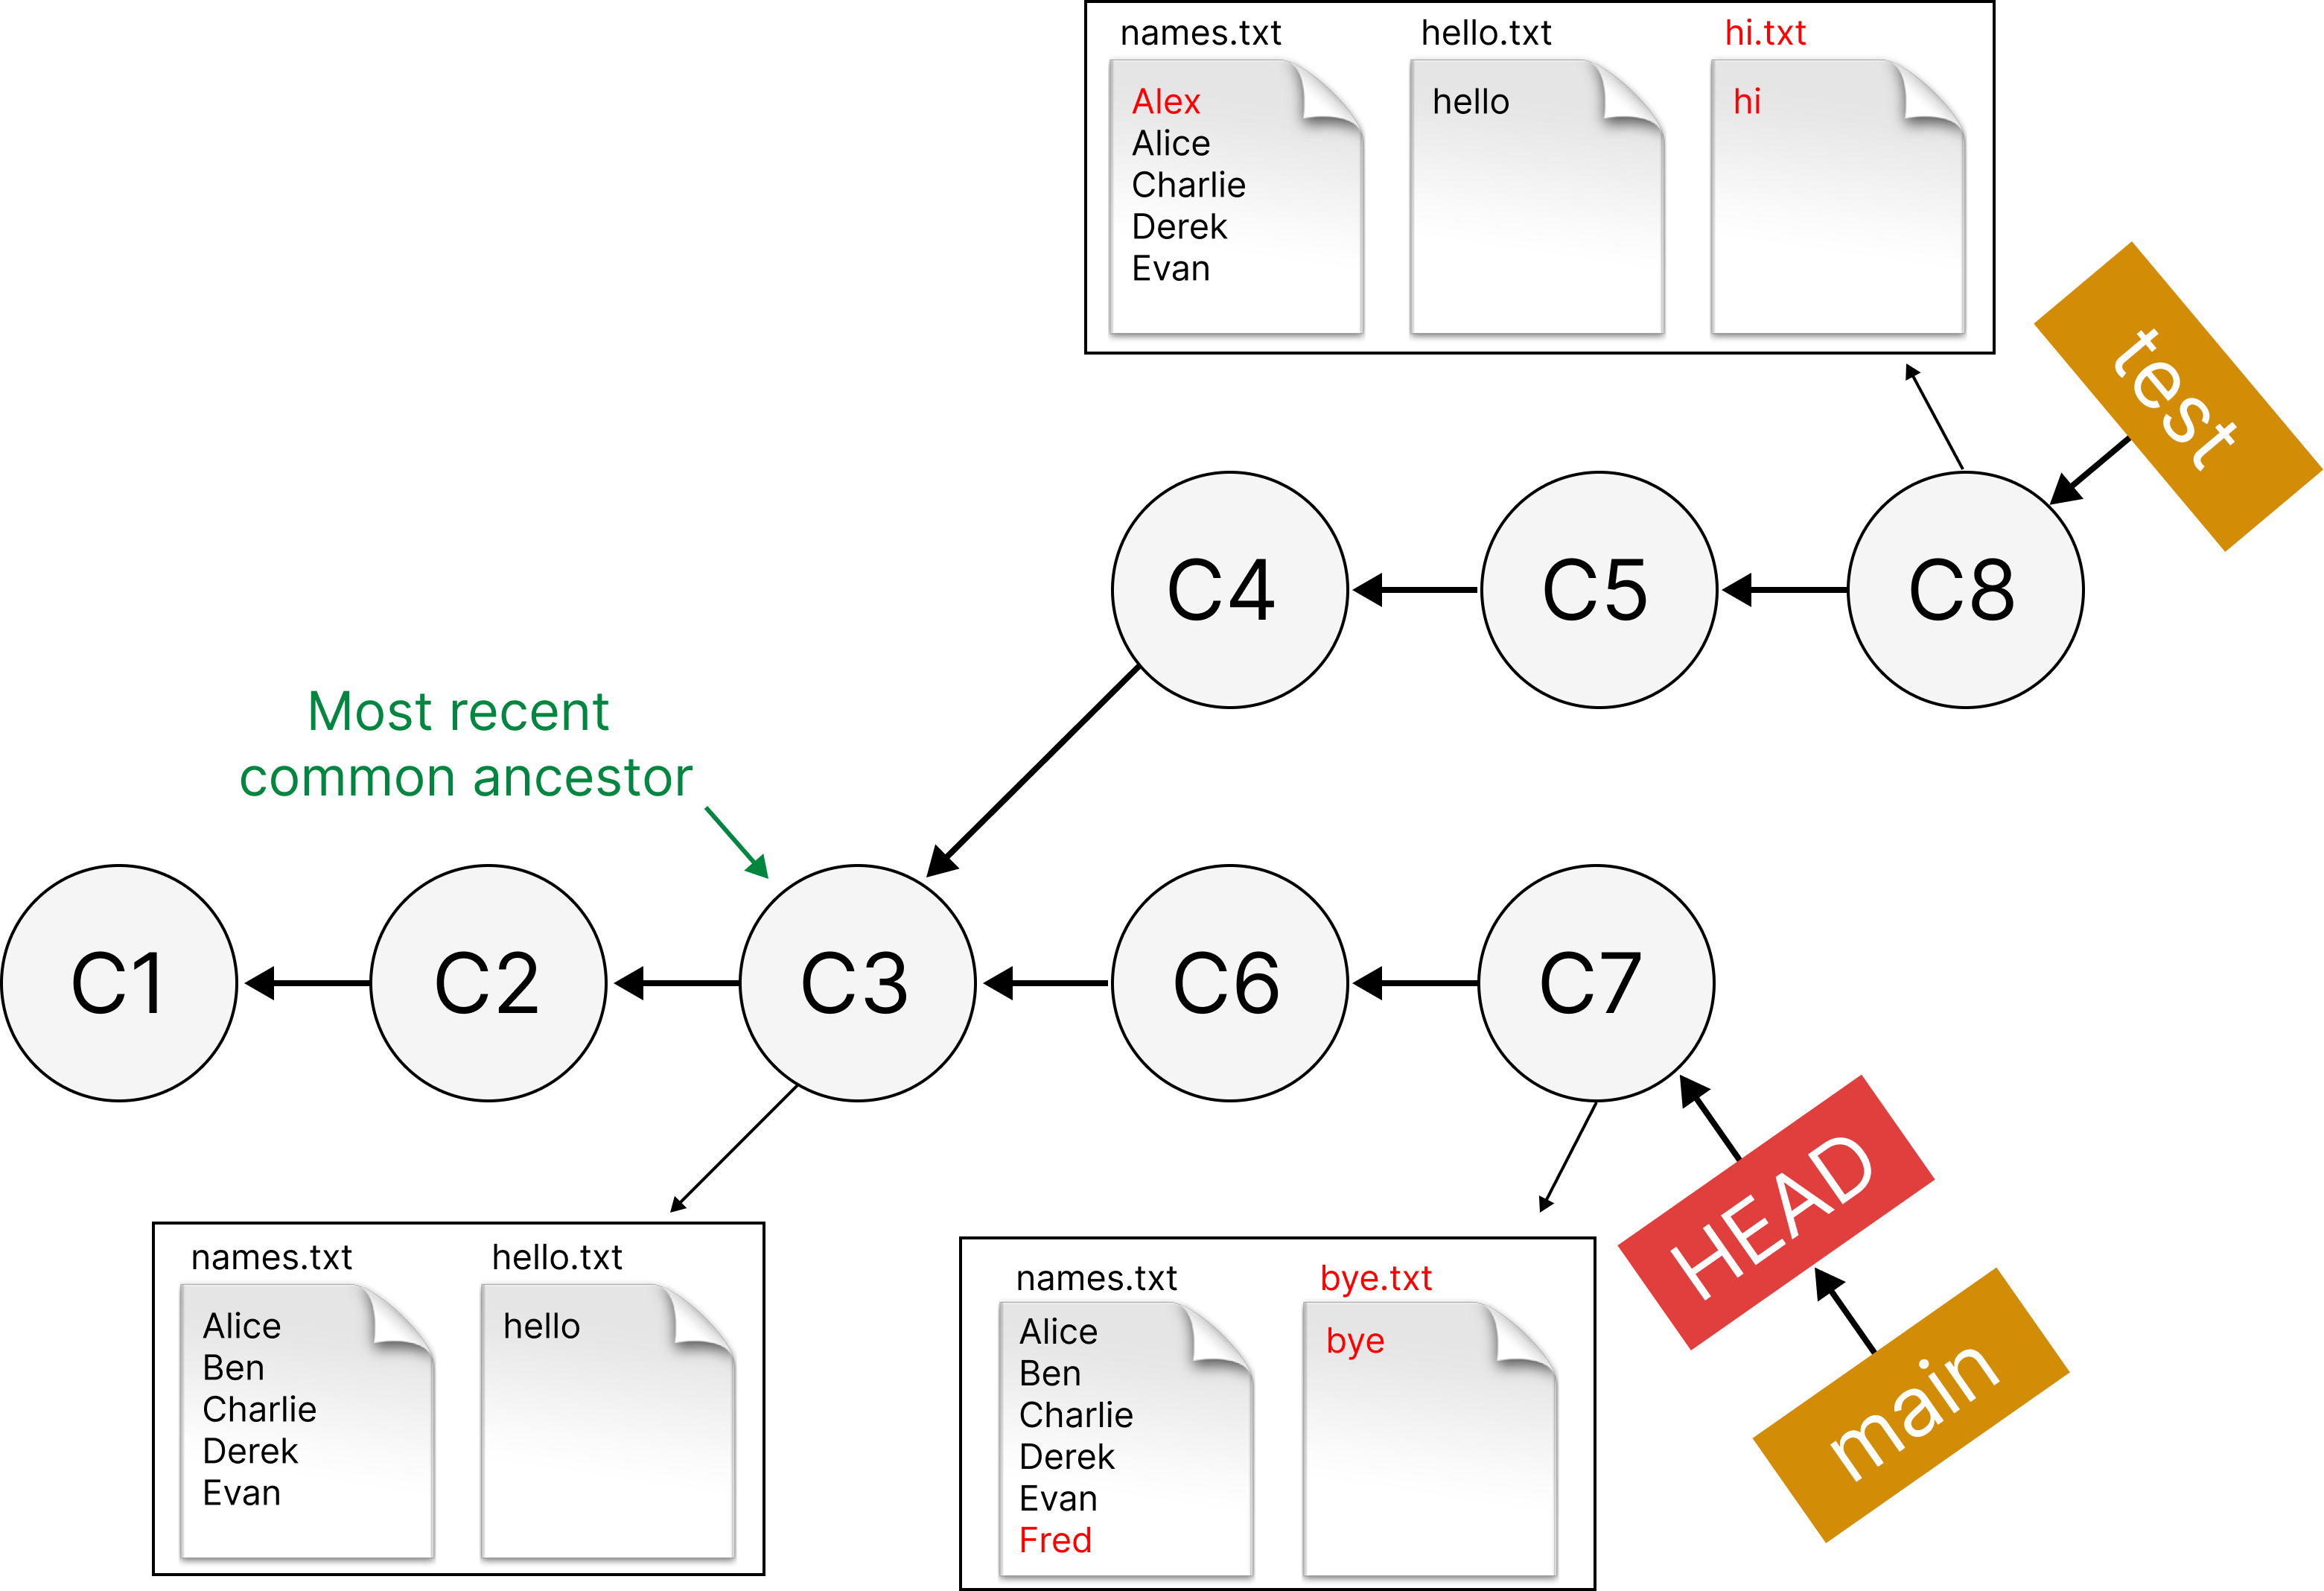 names.txt
hello.txt
hi.txt
Alex
Alice
Charlie
Derek
Evan
hello
hi
test
C4
C5
C8
Most recent
common ancestor
C1
C2
C3
C6
C7
HEAD
main
names.txt
hello.txt
Alice
Ben
Charlie
Derek
Evan
hello
names.txt
bye.txt
Alice
Ben
Charlie
Derek
Evan
Fred
bye